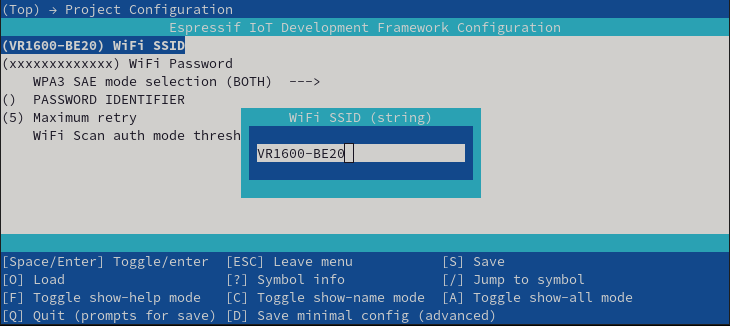 (Top) → Project Configuration
Espressif IoT Development Framework Configuration
(VR1600-BE20) WiFi SSID
(xxxxxxxxxxxxx) WiFi Password
WPA3 SAE mode selection (BOTH)  --->
()  PASSWORD IDENTIFIER
(5) Maximum retry
WiFi Scan auth mode thresh
WiFi SSID (string)
VR1600-BE20
[Space/Enter] Toggle/enter  [ESC] Leave menu  [S] Save
[O] Load  [?] Symbol info  [/] Jump to symbol
[F] Toggle show-help mode  [C] Toggle show-name mode  [A] Toggle show-all mode
[Q] Quit (prompts for save)  [D] Save minimal config (advanced)